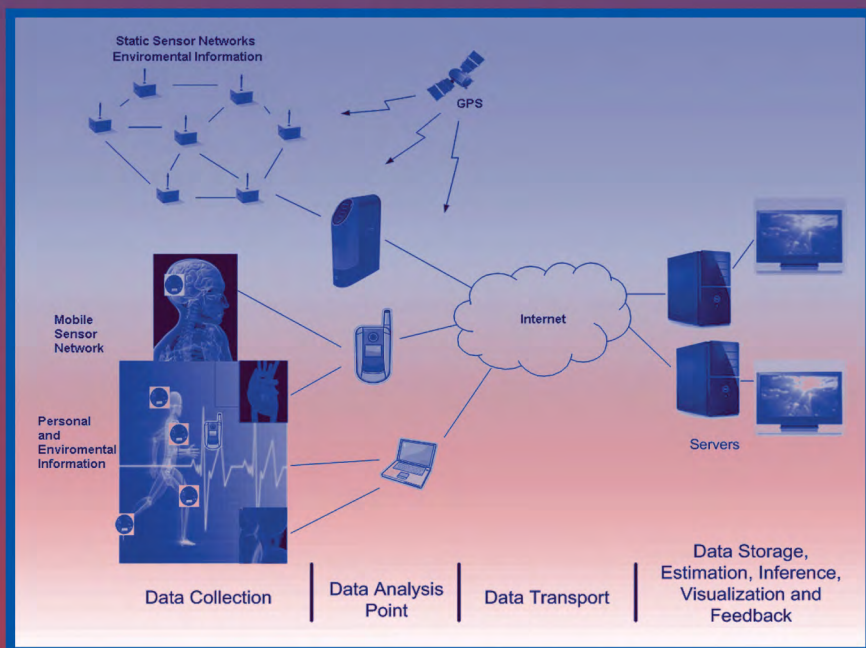 Static Sensor Networks
Enviromental Information
GPS
Mobile
Sensor
Network
Internet
Personal
and
Enviromental
Information
Servers
Data Collection
Data Analysis
Point
Data Transport
Data Storage,
Estimation, Inference,
Visualization and
Feedback